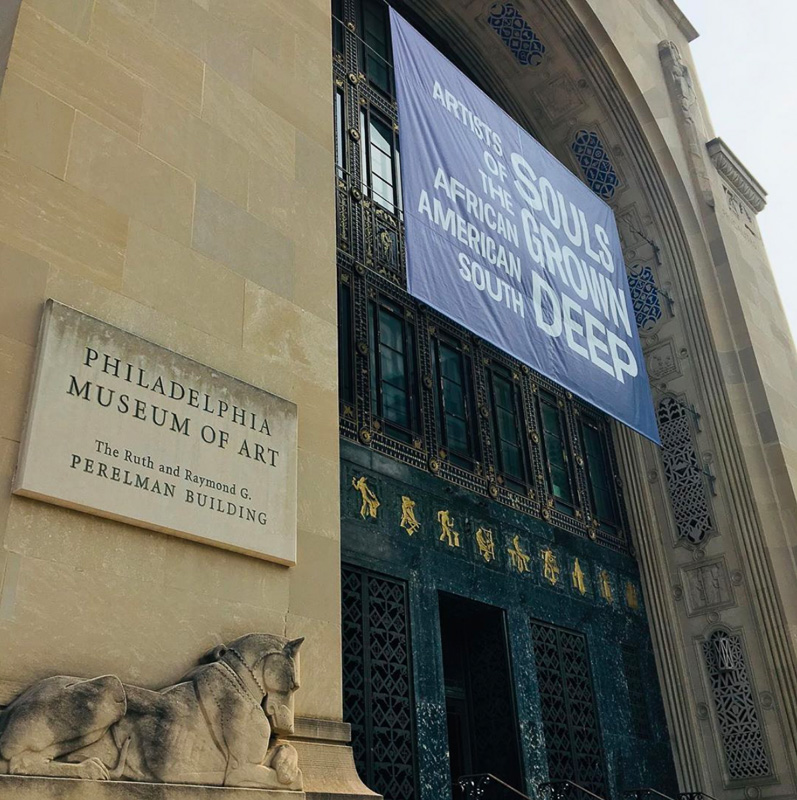 PHILADELPHIA
MUSEUM OF ART
The Ruth and Raymond G.
PERELMAN BUILDING
ARTISTS
OF
THE
AFRICAN
AMERICAN
SOUTH
SOULS
GROWN
DEEP